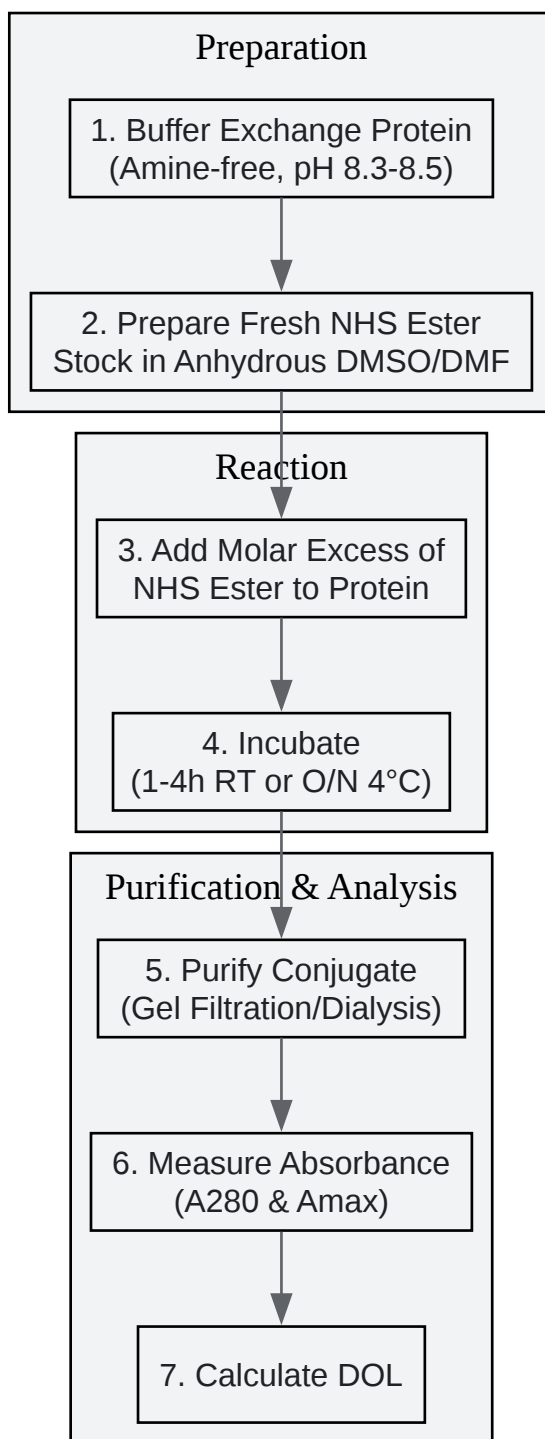 Preparation
1. Buffer Exchange Protein
(Amine-free, pH 8.3-8.5)
2. Prepare Fresh NHS Ester
Stock in Anhydrous DMSO/DMF
Reaction
3. Add Molar Excess of
NHS Ester to Protein
4. Incubate
(1-4h RT or O/N 4°C)
Purification & Analysis
5. Purify Conjugate
(Gel Filtration/Dialysis)
6. Measure Absorbance
(A280 & Amax)
7. Calculate DOL